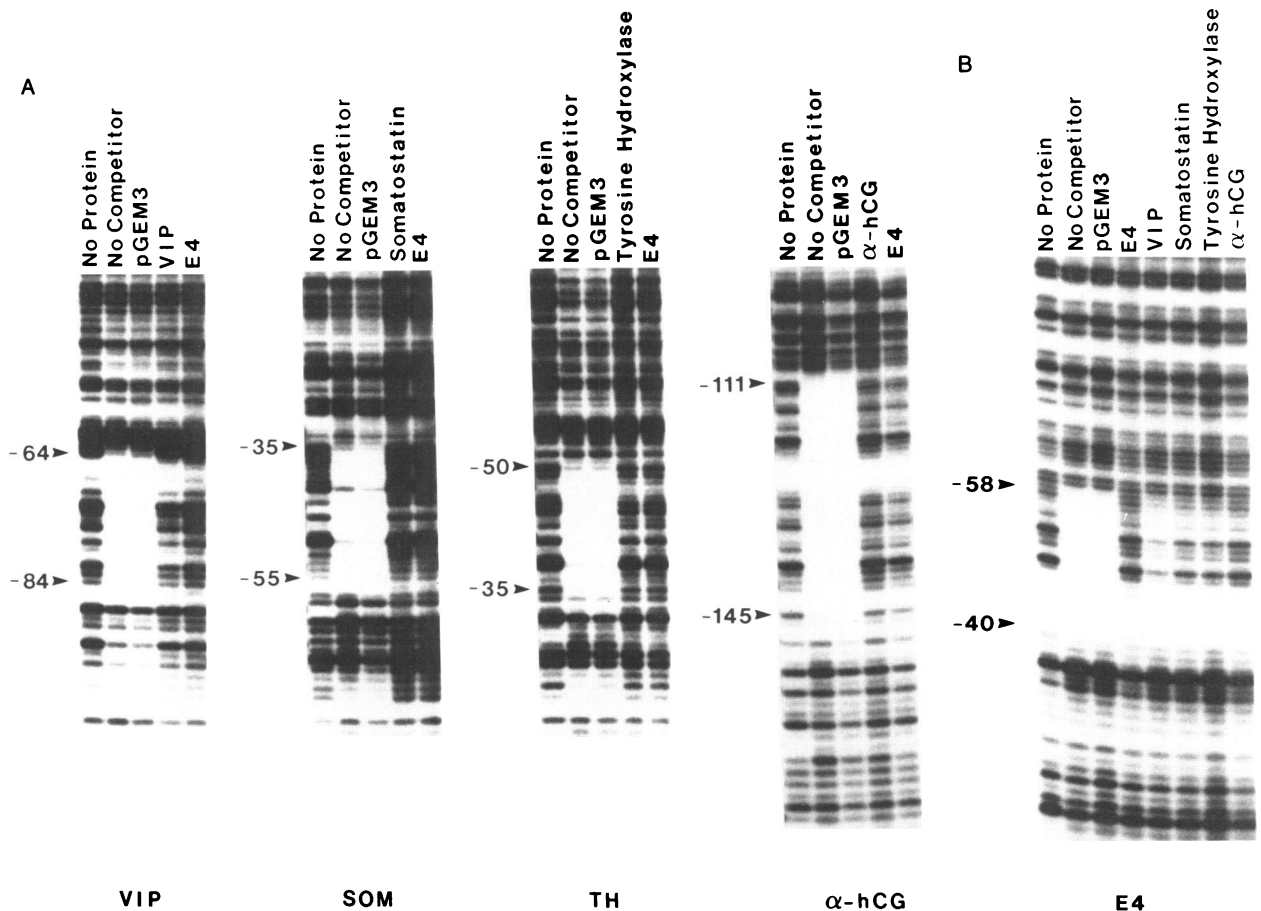 A
No Protein
No Competitor
pGEM3
VIP
E4
-64
-84
VIP
No Protein
No Competitor
pGEM3
Somatostatin
E4
-35
-55
SOM
No Protein
No Competitor
pGEM3
Tyrosine Hydroxylase
E4
-50
-35
TH
No Protein
No Competitor
pGEM3
α-hCG
E4
-111
-145
α-hCG
B
No Protein
No Competitor
pGEM3
E4
VIP
Somatostatin
Tyrosine Hydroxylase
α-hCG
-58
-40
E4